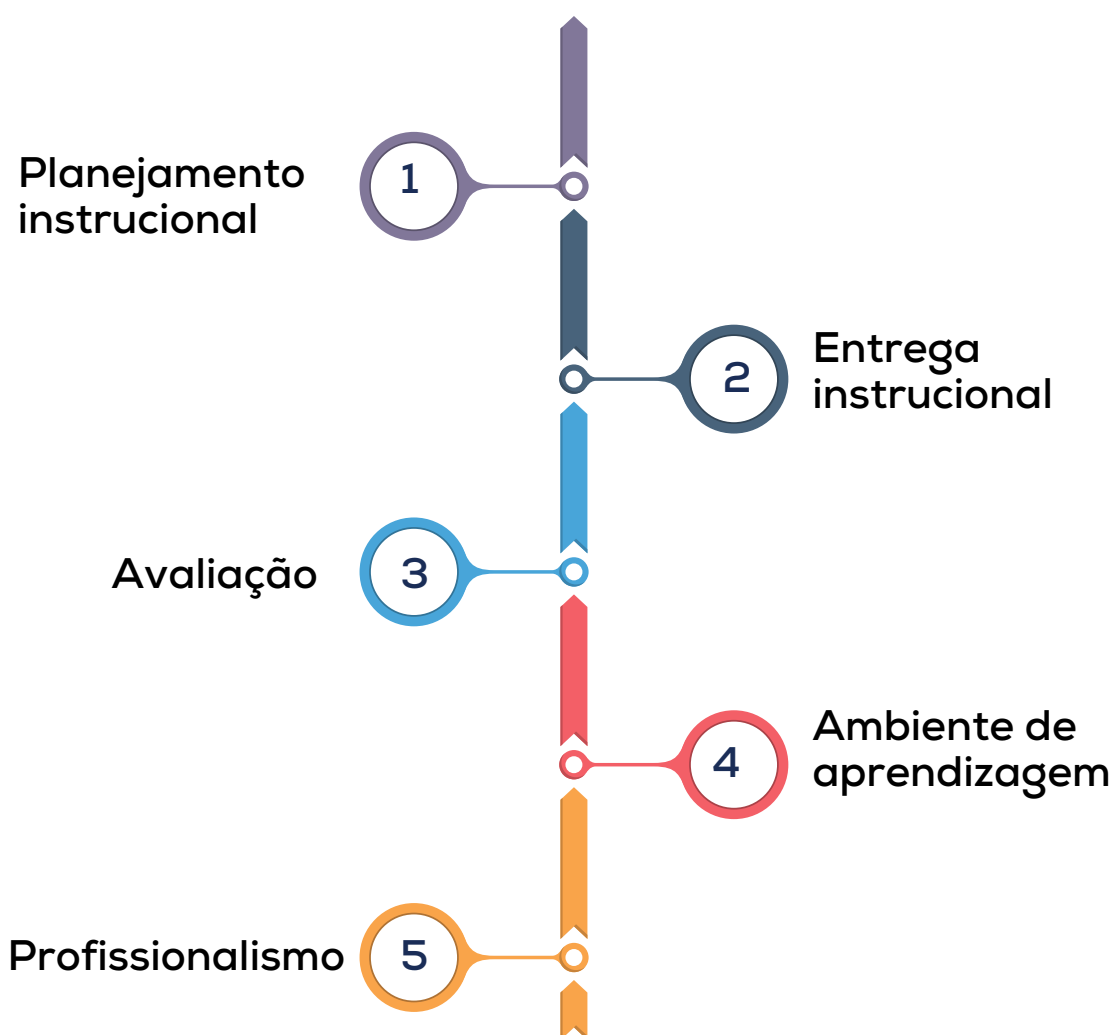 Planejamento
instrucional
1
2
Entrega
instrucional
Avaliação
3
4
Ambiente de
aprendizagem
Profissionalismo
5